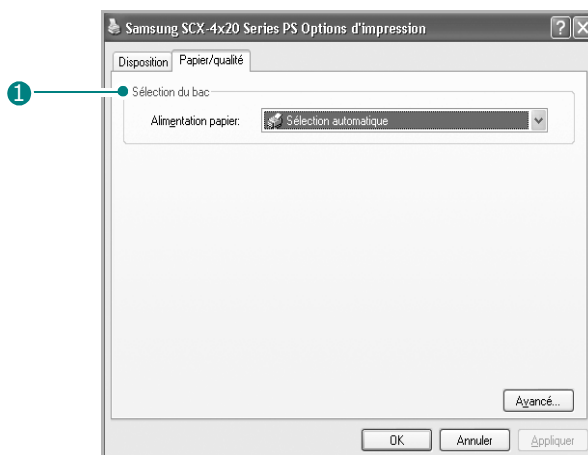 Samsung SCX-4x20 Series PS Options d'impression
Disposition Papier/qualité
1 Sélection du bac
Alimentation papier: Sélection automatique
Avancé...
OK Annuler Appliquer